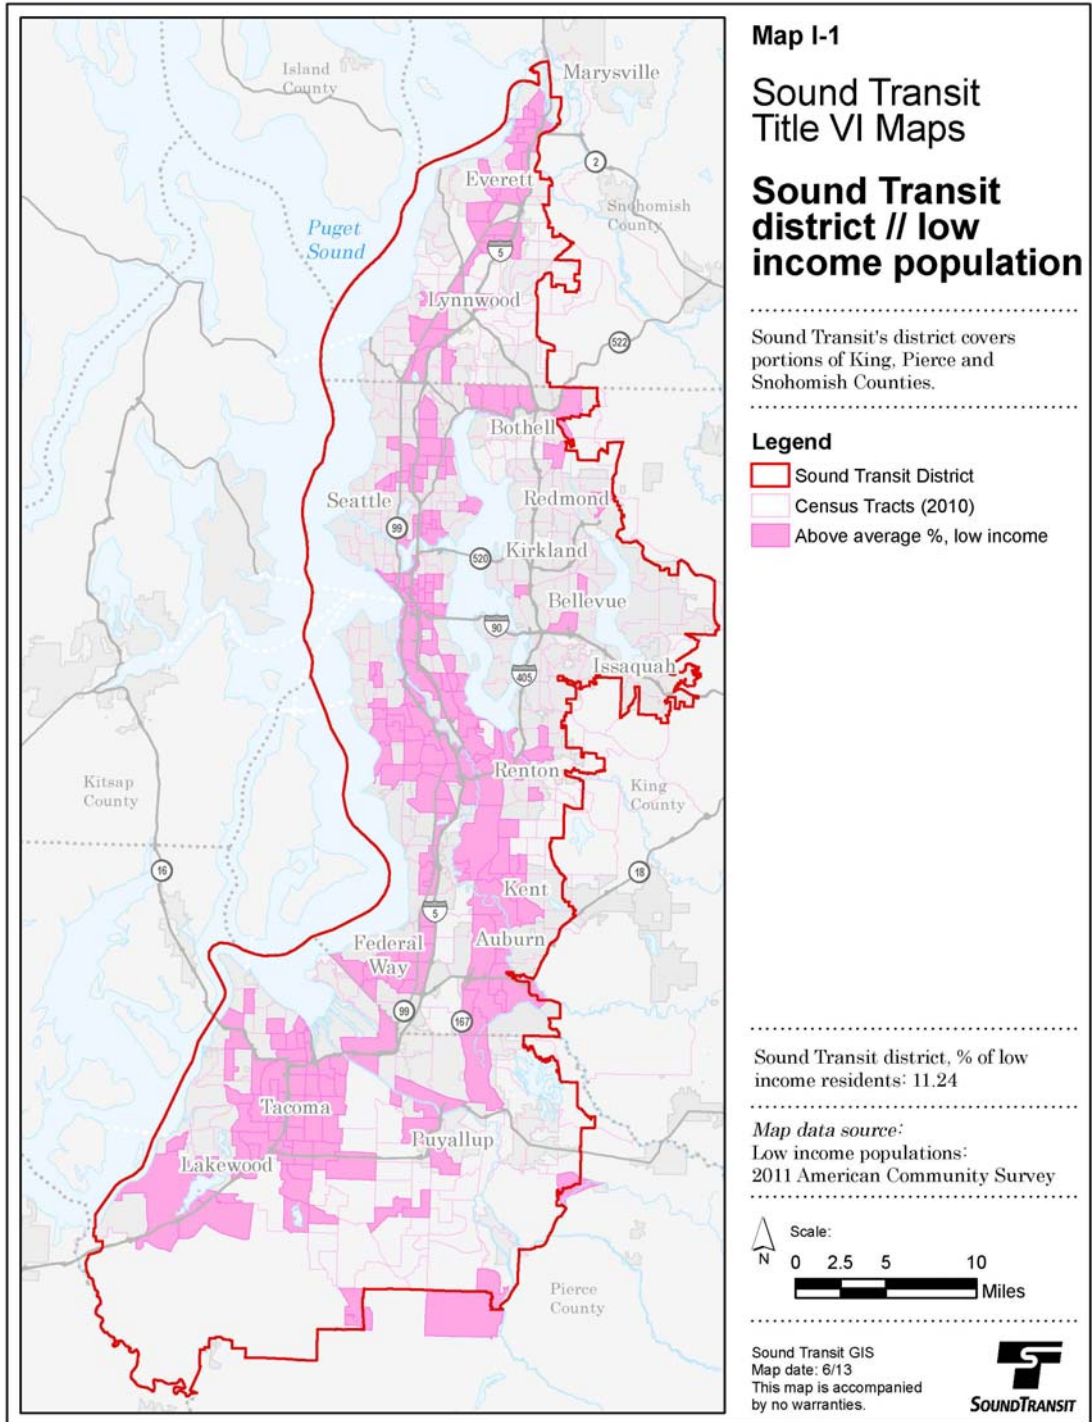 Map I-1
Sound Transit
Title VI Maps
Sound Transit
district // low
income population
Sound Transit's district covers
portions of King, Pierce and
Snohomish Counties.
Legend
Sound Transit District
Census Tracts (2010)
Above average %, low income
Sound Transit district, % of low
income residents: 11.24
Map data source:
Low income populations:
2011 American Community Survey
Scale:
N
0 2.5 5 10
Miles
Sound Transit GIS
Map date: 6/13
This map is accompanied
by no warranties.
SOUNDTRANSIT
Island
County
Marysville
2
Everett
Snohomish
County
Puget
Sound
5
Lynnwood
522
Bothell
Seattle
Redmond
99
Kirkland
520
Bellevue
90
Issaquah
405
Renton
Kitsap
County
King
County
16
18
Kent
5
Auburn
Federal
Way
99
167
Tacoma
Puyallup
Lakewood
Pierce
County